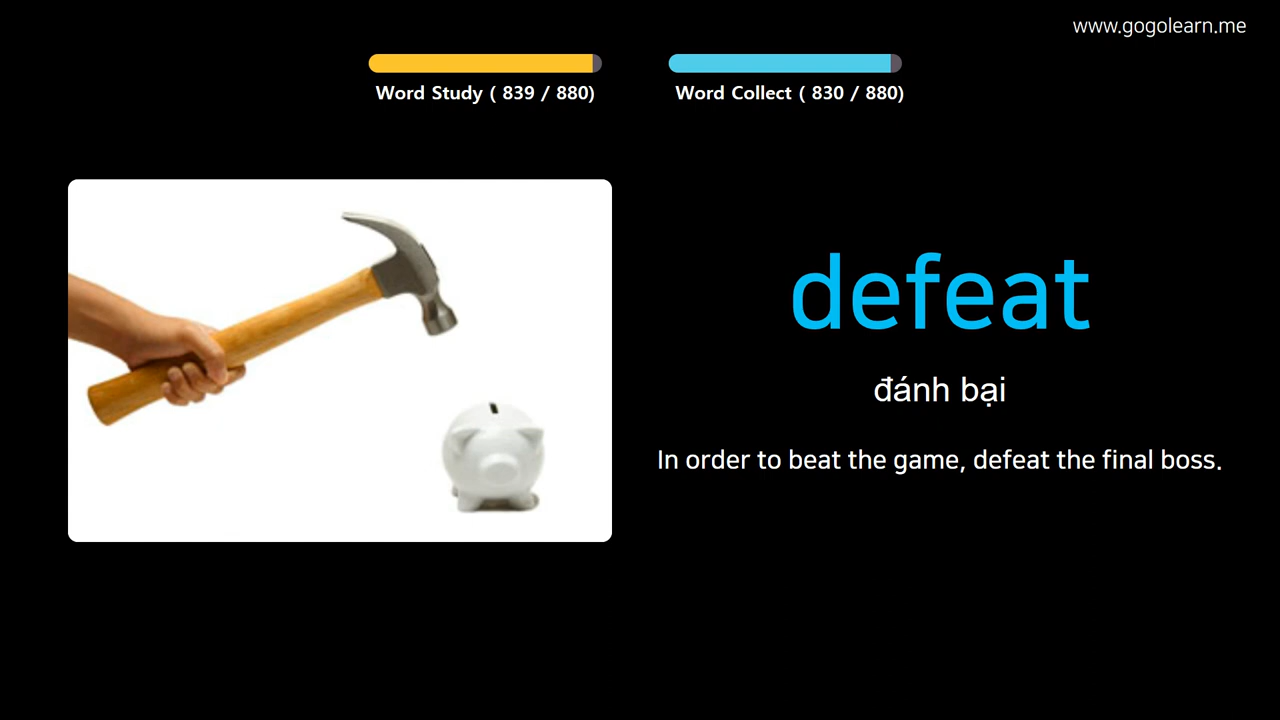 www.gogolearn.me
Word Study ( 839 / 880)
Word Collect ( 830 / 880)
defeat
đánh bại
In order to beat the game, defeat the final boss.